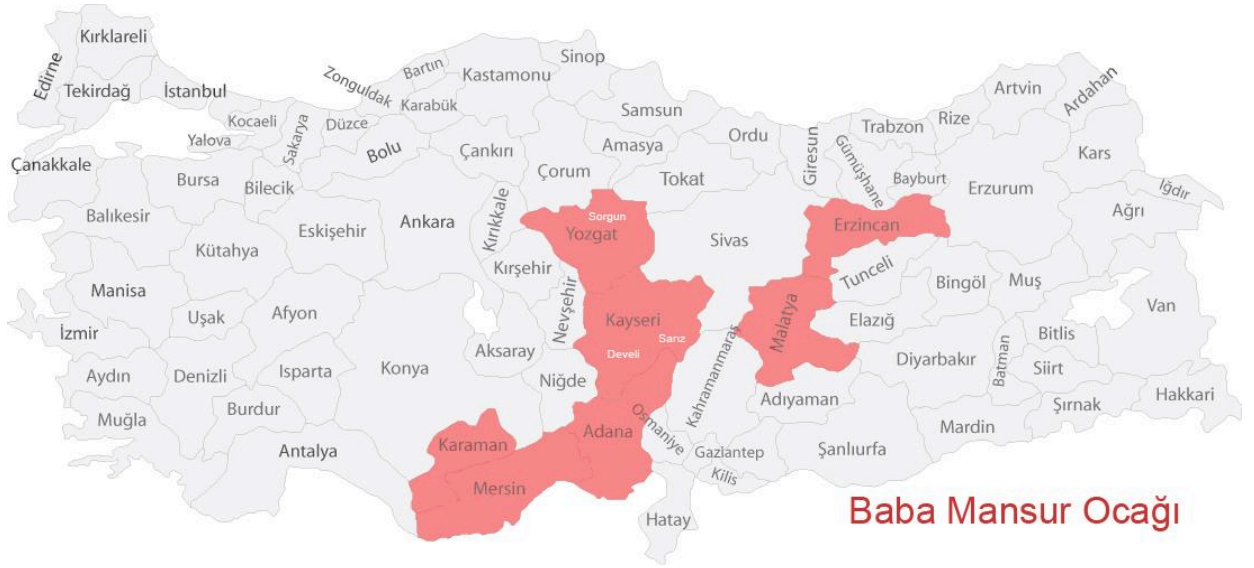 Kırklareli
Edirne
Tekirdağ
İstanbul
Kocaeli
Yalova
Sakarya
Düzce
Zonguldak
Bartın
Karabük
Kastamonu
Sinop
Samsun
Ordu
Giresun
Gümüşhane
Trabzon
Rize
Artvin
Ardahan
Çanakkale
Bursa
Bilecik
Bolu
Çankırı
Çorum
Amasya
Tokat
Bayburt
Erzurum
Kars
Iğdır
Ağrı
Balıkesir
Kütahya
Eskişehir
Ankara
Kırıkkale
Sorgun
Yozgat
Sivas
Erzincan
Tunceli
Bingöl
Muş
Van
Manisa
Uşak
Afyon
Kırşehir
Nevşehir
Kayseri
Sarız
Develi
Malatya
Elazığ
Bitlis
İzmir
Aydın
Denizli
Isparta
Konya
Aksaray
Niğde
Kahramanmaraş
Adıyaman
Diyarbakır
Batman
Siirt
Şırnak
Hakkari
Muğla
Burdur
Antalya
Karaman
Mersin
Adana
Osmaniye
Gaziantep
Kilis
Şanlıurfa
Mardin
Hatay
Baba Mansur Ocağı